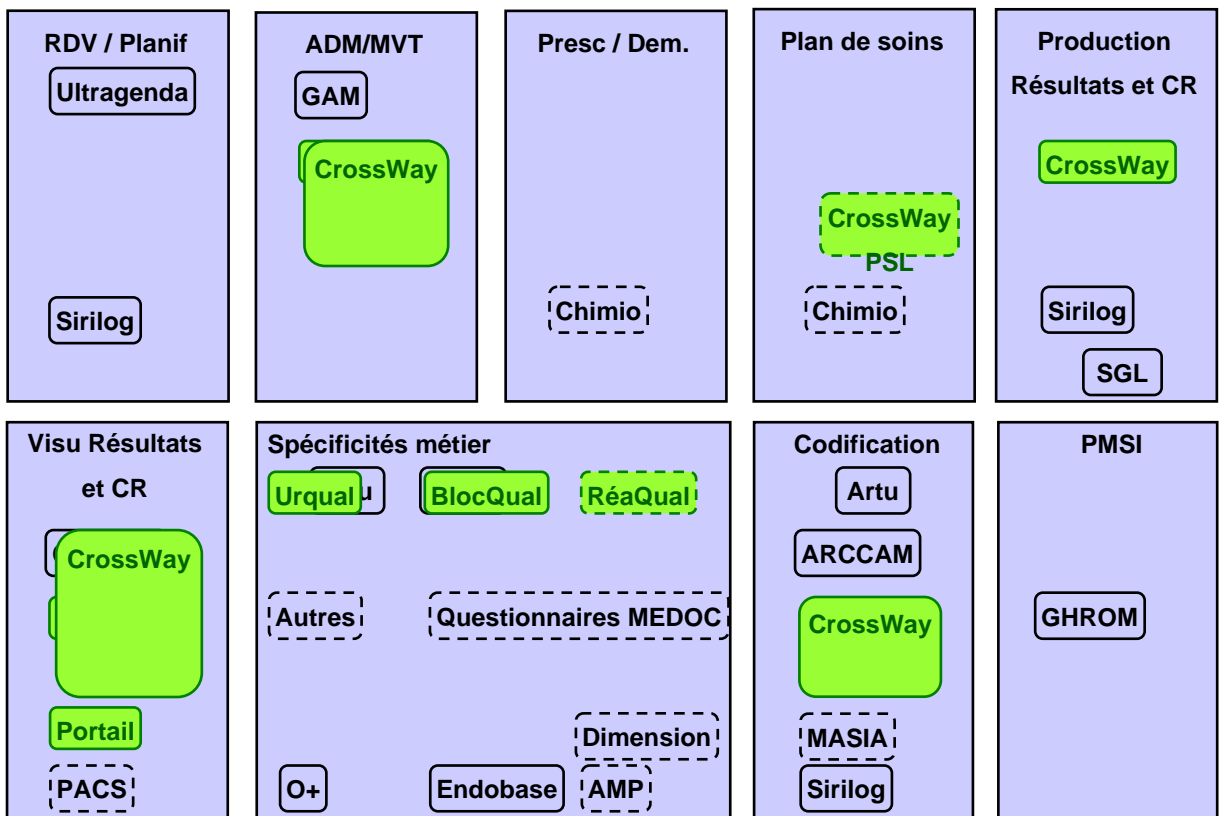 RDV / Planif
Ultragenda
Sirilog
ADM/MVT
GAM
CrossWay
Presc / Dem.
Chimio
Plan de soins
CrossWay
PSL
Chimio
Production
Résultats et CR
CrossWay
Sirilog
SGL
Visu Résultats
et CR
CrossWay
Portail
PACS
Spécificités métier
Urqual
BlocQual
RéaQual
Autres
Questionnaires MEDOC
Dimension
O+
Endobase
AMP
Codification
Artu
ARCCAM
CrossWay
MASIA
Sirilog
PMSI
GHROM